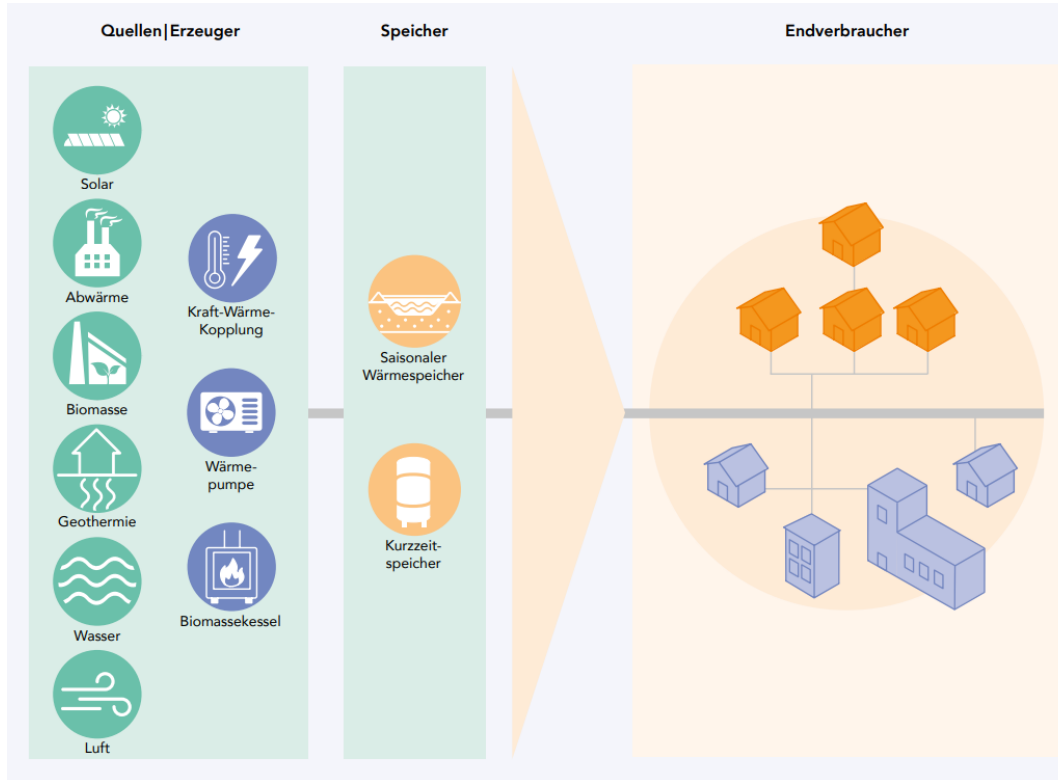 Quellen|Erzeuger
Speicher
Endverbraucher
Solar
Abwärme
Biomasse
Geothermie
Wasser
Luft
Kraft-Wärme-
Kopplung
Wärme-
pumpe
Biomassekessel
Saisonaler
Wärmespeicher
Kurzzeit-
speicher